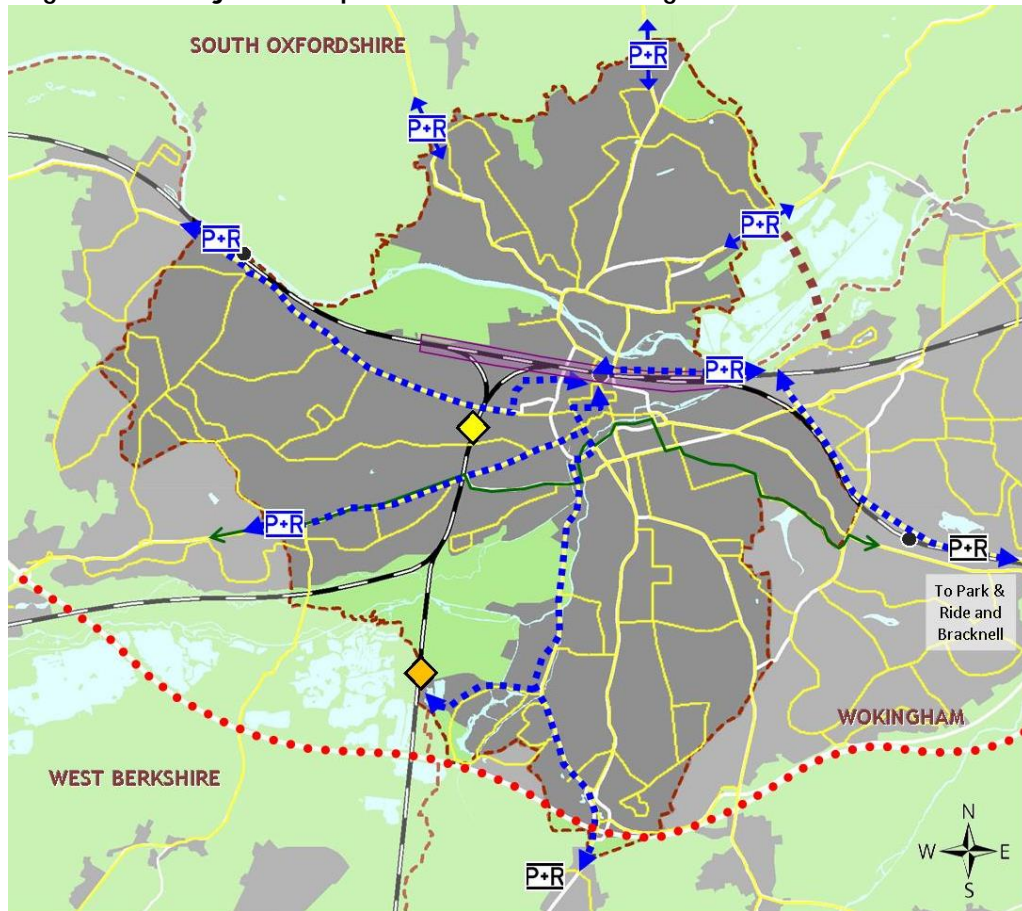 SOUTH OXFORDSHIRE
P+R
P+R
P+R
P+R
P+R
P+R
P+R
To Park &
Ride and
Bracknell
WOKINGHAM
WEST BERKSHIRE
N
W
E
S
P+R